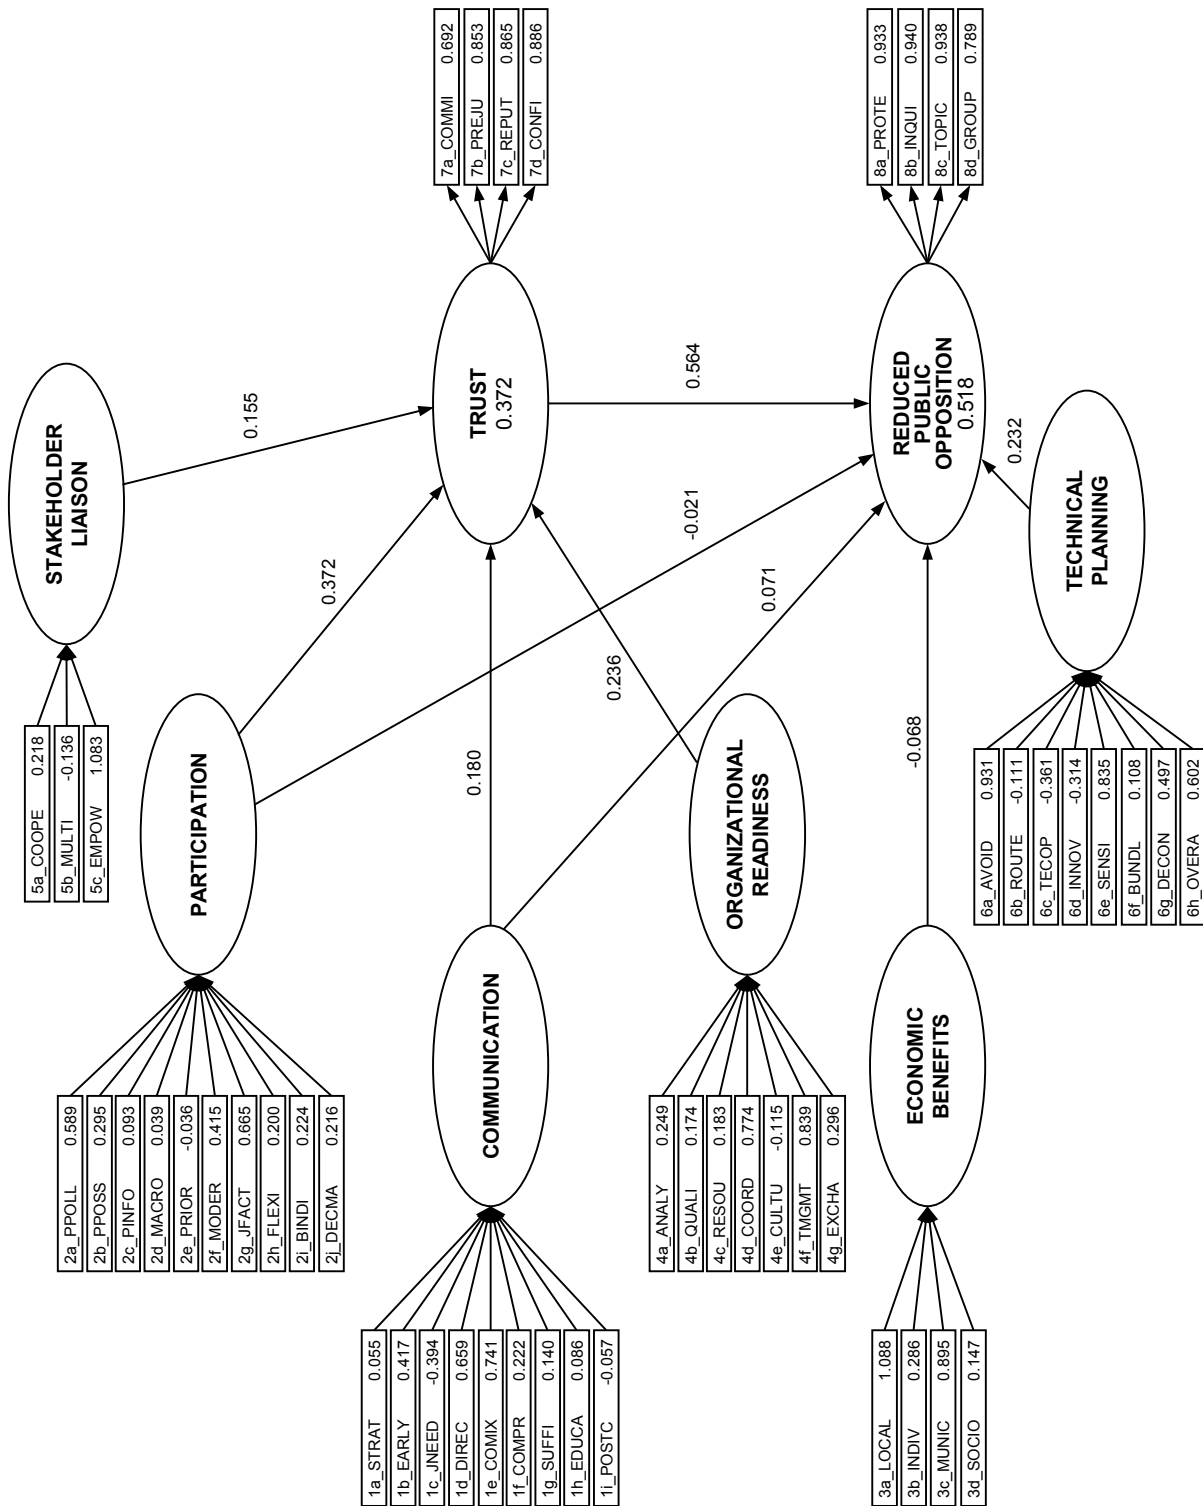 5a_COOPE 0.218
5b_MULTI -0.136
5c_EMPOW 1.083
STAKEHOLDER
LIAISON
0.155
2a_PPOLL 0.589
2b_PPOSS 0.295
2c_PINFO 0.093
2d_MACRO 0.039
2e_PRIOR -0.036
2f_MODER 0.415
2g_JFACT 0.665
2h_FLEXI 0.200
2i_BINDI 0.224
2j_DECMA 0.216
PARTICIPATION
0.372
-0.021
7a_COMMI 0.692
7b_PREJU 0.853
7c_REPUT 0.865
7d_CONFI 0.886
TRUST
0.372
0.564
1a_STRAT 0.055
1b_EARLY 0.417
1c_JNEED -0.394
1d_DIREC 0.659
1e_COMIX 0.741
1f_COMPR 0.222
1g_SUFFI 0.140
1h_EDUCA 0.086
1i_POSTC -0.057
COMMUNICATION
0.180
0.071
4a_ANALY 0.249
4b_QUALI 0.174
4c_RESOU 0.183
4d_COORD 0.774
4e_CULTU -0.115
4f_TMGMT 0.839
4g_EXCHA 0.296
ORGANIZATIONAL
READINESS
0.236
8a_PROTE 0.933
8b_INQUI 0.940
8c_TOPIC 0.938
8d_GROUP 0.789
REDUCED
PUBLIC
OPPOSITION
0.518
3a_LOCAL 1.088
3b_INDIV 0.286
3c_MUNIC 0.895
3d_SOCIO 0.147
ECONOMIC
BENEFITS
-0.068
6a_AVOID 0.931
6b_ROUTE -0.111
6c_TECOP -0.361
6d_INNOV -0.314
6e_SENSI 0.835
6f_BUNDL 0.108
6g_DECON 0.497
6h_OVERA 0.602
TECHNICAL
PLANNING
0.232